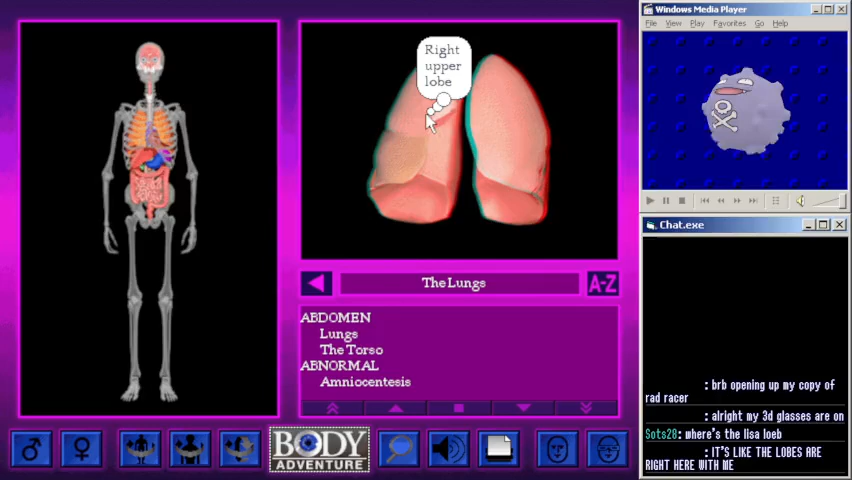 Right
upper
lobe
The Lungs
A-Z
ABDOMEN
Lungs
The Torso
ABNORMAL
Amniocentesis
BODY
ADVENTURE
Windows Media Player
File View Play Favorites Go Help
Chat.exe
: brb opening up my copy of
rad racer
: alright my 3d glasses are on
Sots28: where's the lisa loeb
: IT'S LIKE THE LOBES ARE
RIGHT HERE WITH ME